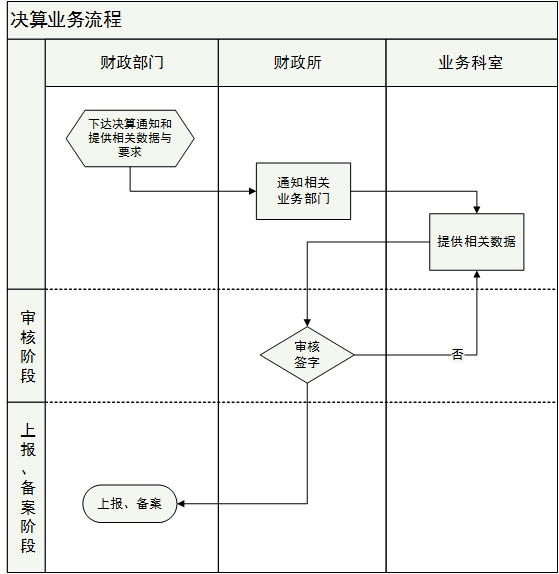 决算业务流程
财政部门
财政所
业务科室
下达决算通知和
提供相关数据与
要求
通知相关
业务部门
提供相关数据
审核阶段
审核
签字
否
上报、备案阶段
上报、备案